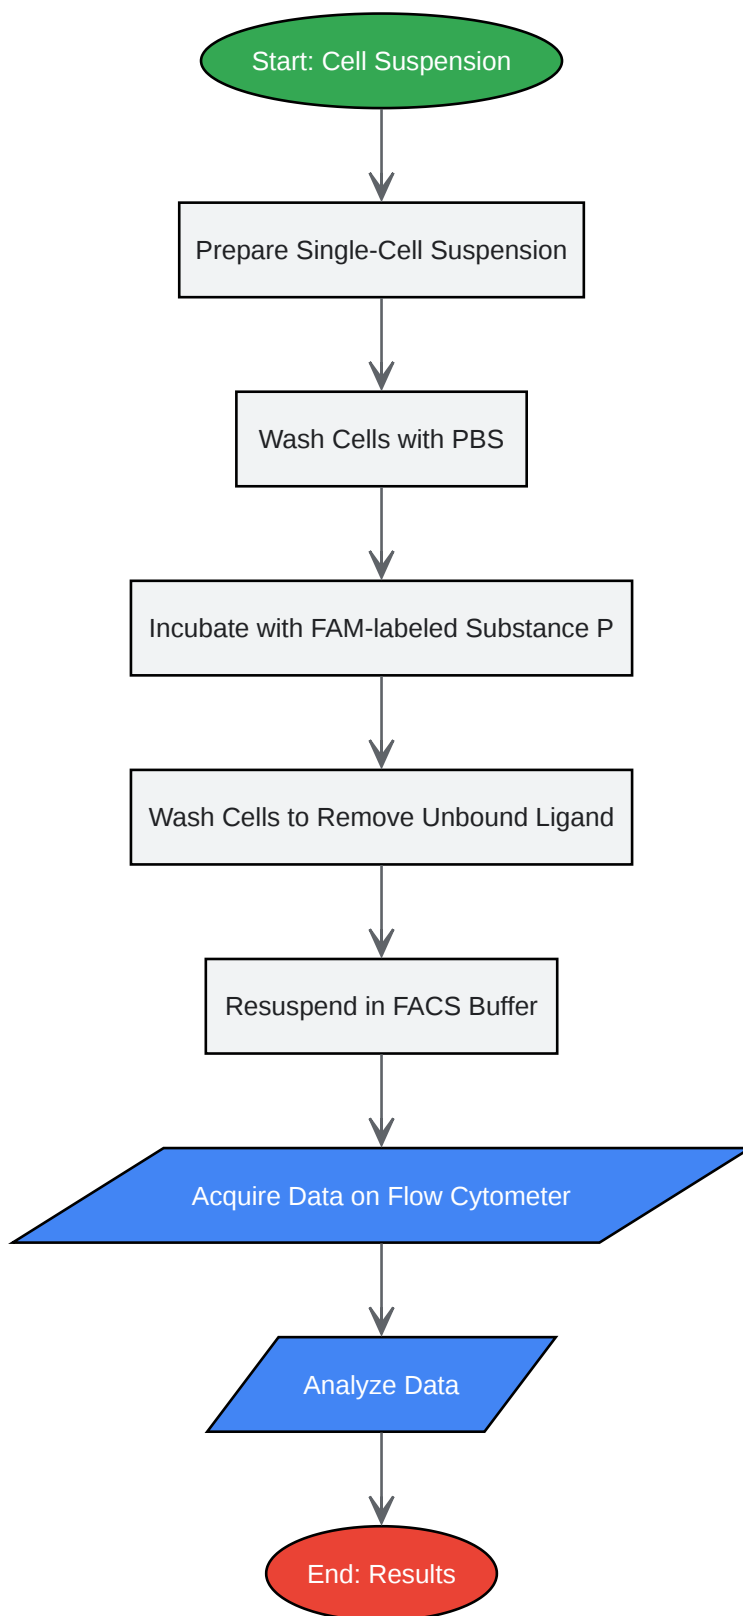 Start: Cell Suspension
Prepare Single-Cell Suspension
Wash Cells with PBS
Incubate with FAM-labeled Substance P
Wash Cells to Remove Unbound Ligand
Resuspend in FACS Buffer
Acquire Data on Flow Cytometer
Analyze Data
End: Results